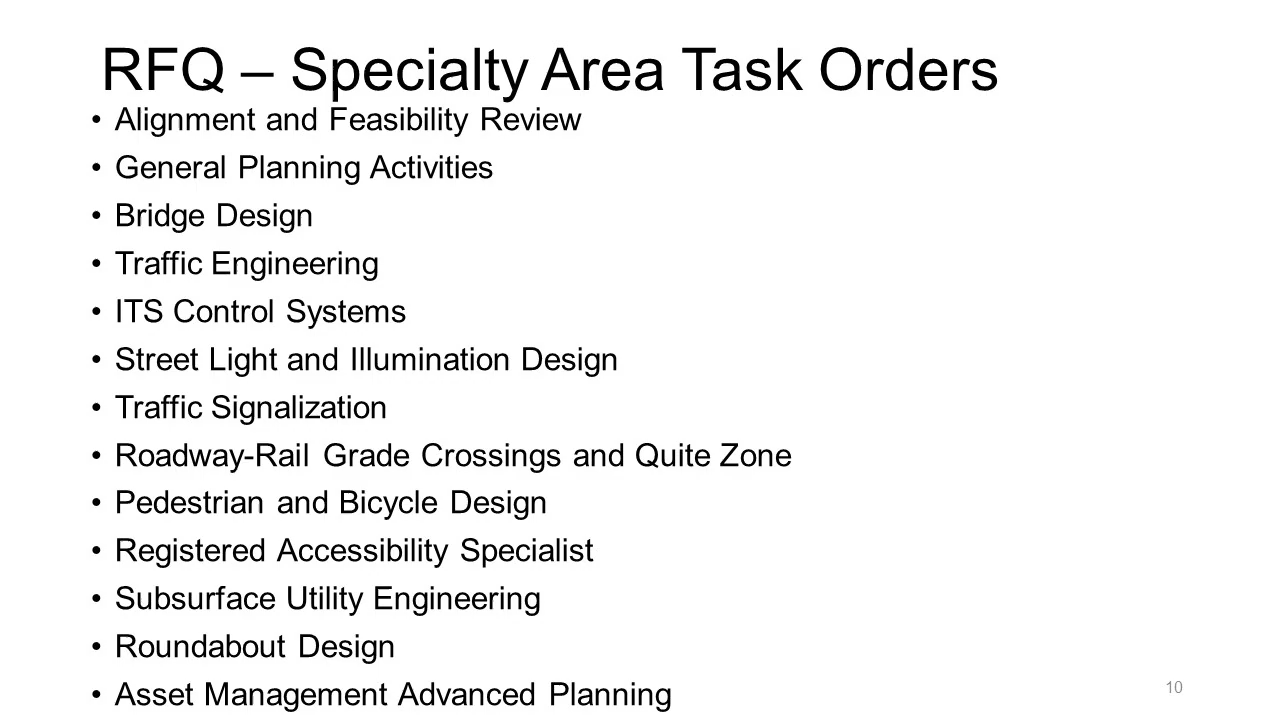 RFQ – Specialty Area Task Orders
• Alignment and Feasibility Review
• General Planning Activities
• Bridge Design
• Traffic Engineering
• ITS Control Systems
• Street Light and Illumination Design
• Traffic Signalization
• Roadway-Rail Grade Crossings and Quite Zone
• Pedestrian and Bicycle Design
• Registered Accessibility Specialist
• Subsurface Utility Engineering
• Roundabout Design
• Asset Management Advanced Planning
10